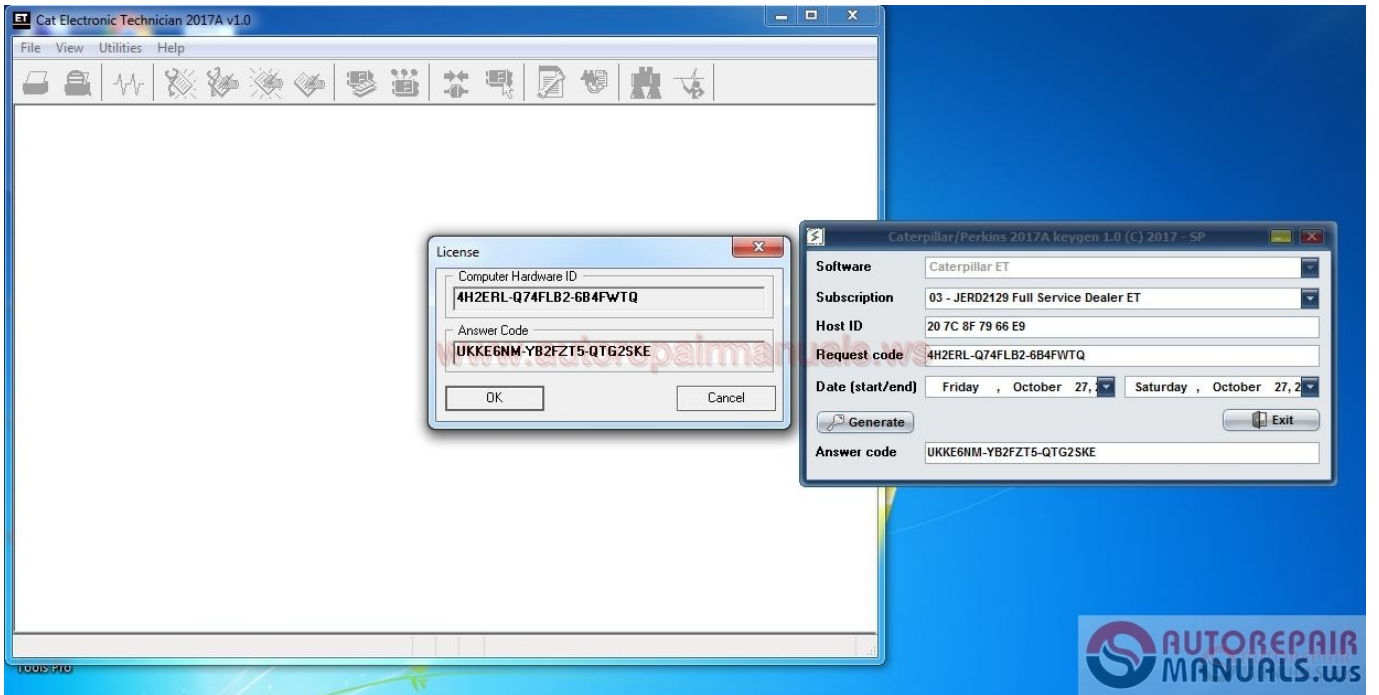 ET Cat Electronic Technician 2017A v1.0
File View Utilities Help
License
Computer Hardware ID
4H2ERL-Q74FLB2-6B4FWTQ
Answer Code
UKKE6NM-YB2FZT5-QTG2SKE
OK Cancel
Caterpillar/Perkins 2017A keygen 1.0 (C) 2017 - SP
Software Caterpillar ET
Subscription 03 - JERD2129 Full Service Dealer ET
Host ID 20 7C 8F 79 66 E9
Request code 4H2ERL-Q74FLB2-6B4FWTQ
Date (start/end) Friday , October 27, Saturday , October 27, 2
Generate Exit
Answer code UKKE6NM-YB2FZT5-QTG2SKE
www.autorepairmanuals.ws
Tools Pro
AUTOREPAIR
MANUALS.ws